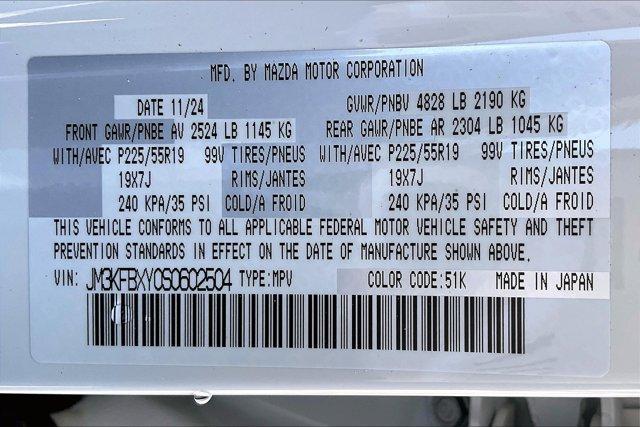 MFD. BY MAZDA MOTOR CORPORATION
DATE 11/24 GVWR/PNBV 4828 LB 2190 KG
FRONT GAWR/PNBE AV 2524 LB 1145 KG REAR GAWR/PNBE AR 2304 LB 1045 KG
WITH/AVEC P225/55R19 99V TIRES/PNEUS WITH/AVEC P225/55R19 99V TIRES/PNEUS
19X7J RIMS/JANTES 19X7J RIMS/JANTES
240 KPA/35 PSI COLD/A FROID 240 KPA/35 PSI COLD/A FROID
THIS VEHICLE CONFORMS TO ALL APPLICABLE FEDERAL MOTOR VEHICLE SAFETY AND THEFT
PREVENTION STANDARDS IN EFFECT ON THE DATE OF MANUFACTURE SHOWN ABOVE.
VIN: JM3KFBXY0S0602504 TYPE:MPV COLOR CODE:51K MADE IN JAPAN